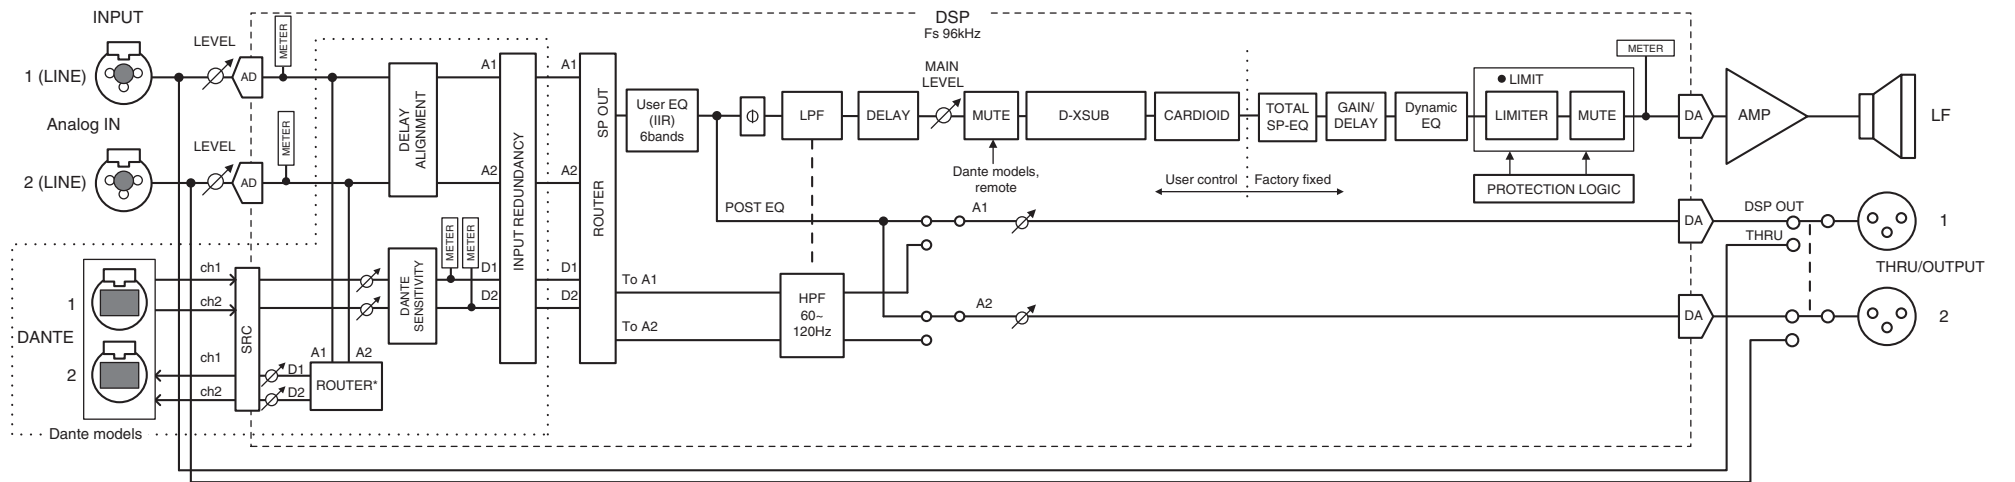 INPUT
DSP
Fs 96kHz
LEVEL
METER
METER
1 (LINE)
AD
A1
A1
MAIN
LEVEL
LIMIT
Analog IN
METER
DELAY
ALIGNMENT
INPUT REDUNDANCY
SP OUT
ROUTER
User EQ
(IIR)
6bands
Φ
LPF
DELAY
MUTE
D-XSUB
CARDIOID
TOTAL
SP-EQ
GAIN/
DELAY
Dynamic
EQ
LIMITER
MUTE
DA
AMP
LF
LEVEL
2 (LINE)
AD
A2
A2
Dante models,
remote
User control
Factory fixed
PROTECTION LOGIC
POST EQ
A1
DA
DSP OUT
1
THRU
METER
METER
ch1
D1
D1
To A1
THRU/OUTPUT
1
ch2
DANTE
SENSITIVITY
D2
D2
HPF
60~
120Hz
A2
DA
2
DANTE
SRC
To A2
ch1
A1
A2
2
D1
ROUTER*
ch2
D2
Dante models